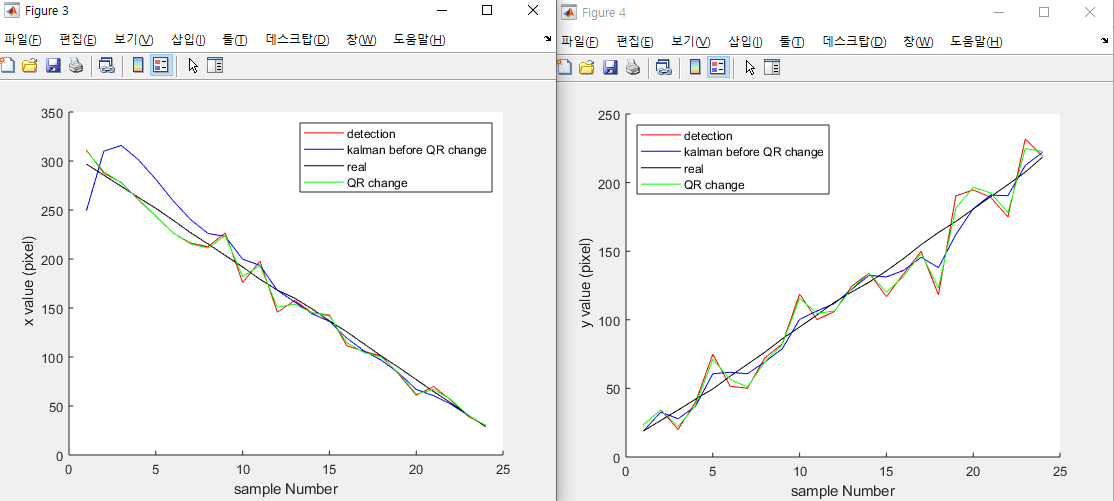 Figure 3
파일(F) 편집(E) 보기(V) 삽입(I) 툴(T) 데스크탑(D) 창(W) 도움말(H)
350
300
250
200
150
100
50
0
x value (pixel)
detection
kalman before QR change
real
QR change
0 5 10 15 20 25
sample Number
Figure 4
파일(F) 편집(E) 보기(V) 삽입(I) 툴(T) 데스크탑(D) 창(W) 도움말(H)
250
200
150
100
50
0
y value (pixel)
detection
kalman before QR change
real
QR change
0 5 10 15 20 25
sample Number